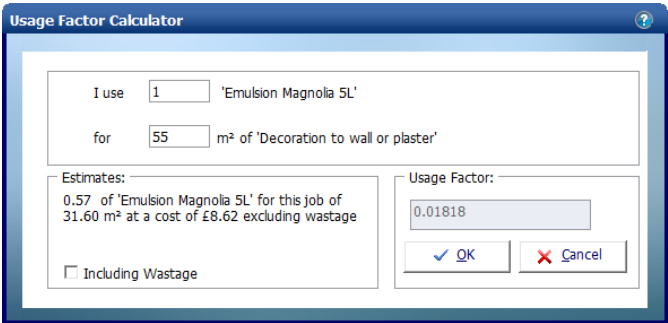 Usage Factor Calculator
?
I use 1 'Emulsion Magnolia 5L'
for 55 m² of 'Decoration to wall or plaster'
Estimates:
0.57 of 'Emulsion Magnolia 5L' for this job of
31.60 m² at a cost of £8.62 excluding wastage
Including Wastage
Usage Factor:
0.01818
OK
Cancel